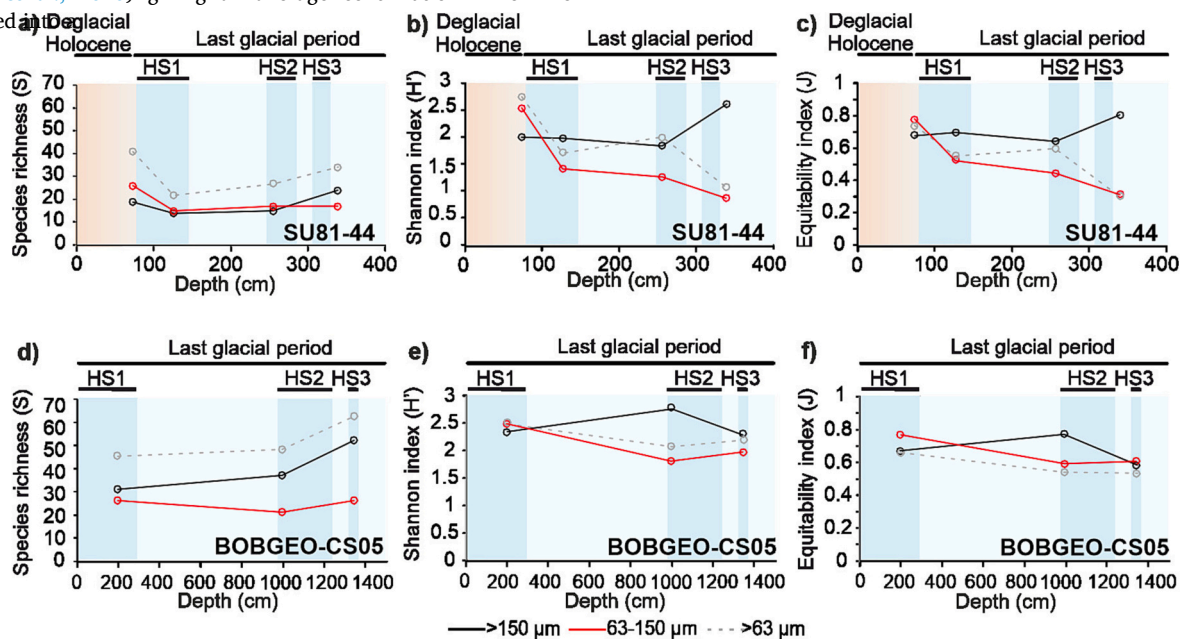 a) Deglacial
Holocene
Last glacial period
HS1
HS2 HS3
Species richness (S)
70
60
50
40
30
20
10
0
SU81-44
0 100 200 300 400
Depth (cm)
b) Deglacial
Holocene
Last glacial period
HS1
HS2 HS3
Shannon index (H')
3
2.5
2
1.5
1
0.5
0
SU81-44
0 100 200 300 400
Depth (cm)
c) Deglacial
Holocene
Last glacial period
HS1
HS2 HS3
Equitability index (J)
1
0.8
0.6
0.4
0.2
0
SU81-44
0 100 200 300 400
Depth (cm)
d)
Last glacial period
HS1
HS2 HS3
Species richness (S)
70
60
50
40
30
20
10
0
BOBGEO-CS05
0 200 400 600 800 1000 1200 1400
Depth (cm)
e)
Last glacial period
HS1
HS2 HS3
Shannon index (H')
3
2.5
2
1.5
1
0.5
0
BOBGEO-CS05
0 200 400 600 800 1000 1200 1400
Depth (cm)
f)
Last glacial period
HS1
HS2 HS3
Equitability index (J)
1
0.8
0.6
0.4
0.2
0
BOBGEO-CS05
0 200 400 600 800 1000 1200 1400
Depth (cm)
>150 µm 63-150 µm >63 µm